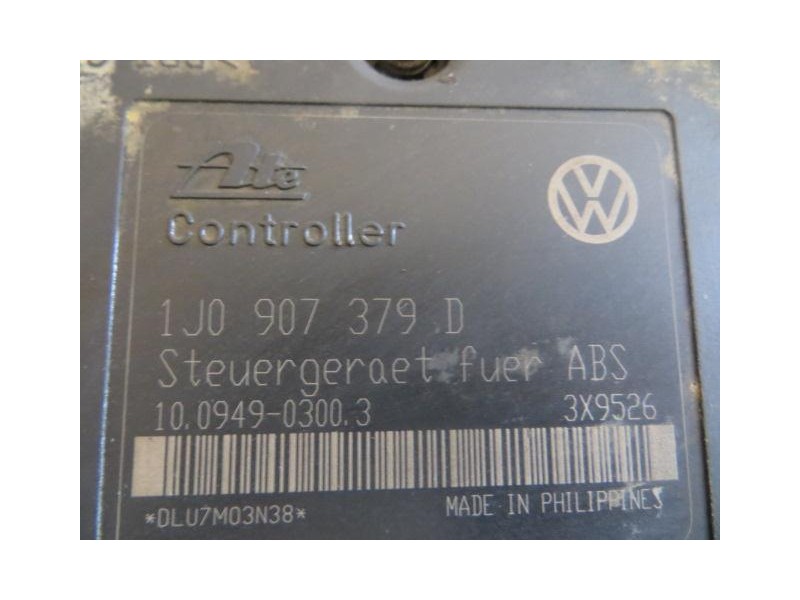 Ate
Controller
1J0 907 379 D
Steuergeraet fuer ABS
10.0949-0300.3 3X9526
*DLU7M03N38* MADE IN PHILIPPINES